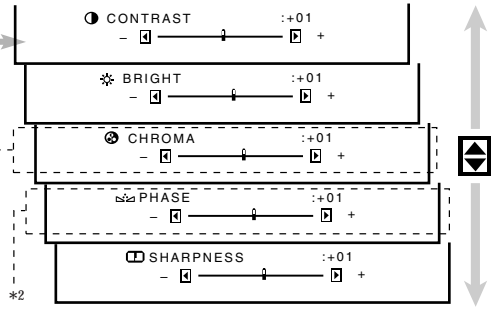 CONTRAST :+01
– +
BRIGHT :+01
– +
CHROMA :+01
– +
PHASE :+01
– +
SHARPNESS :+01
– +
*2